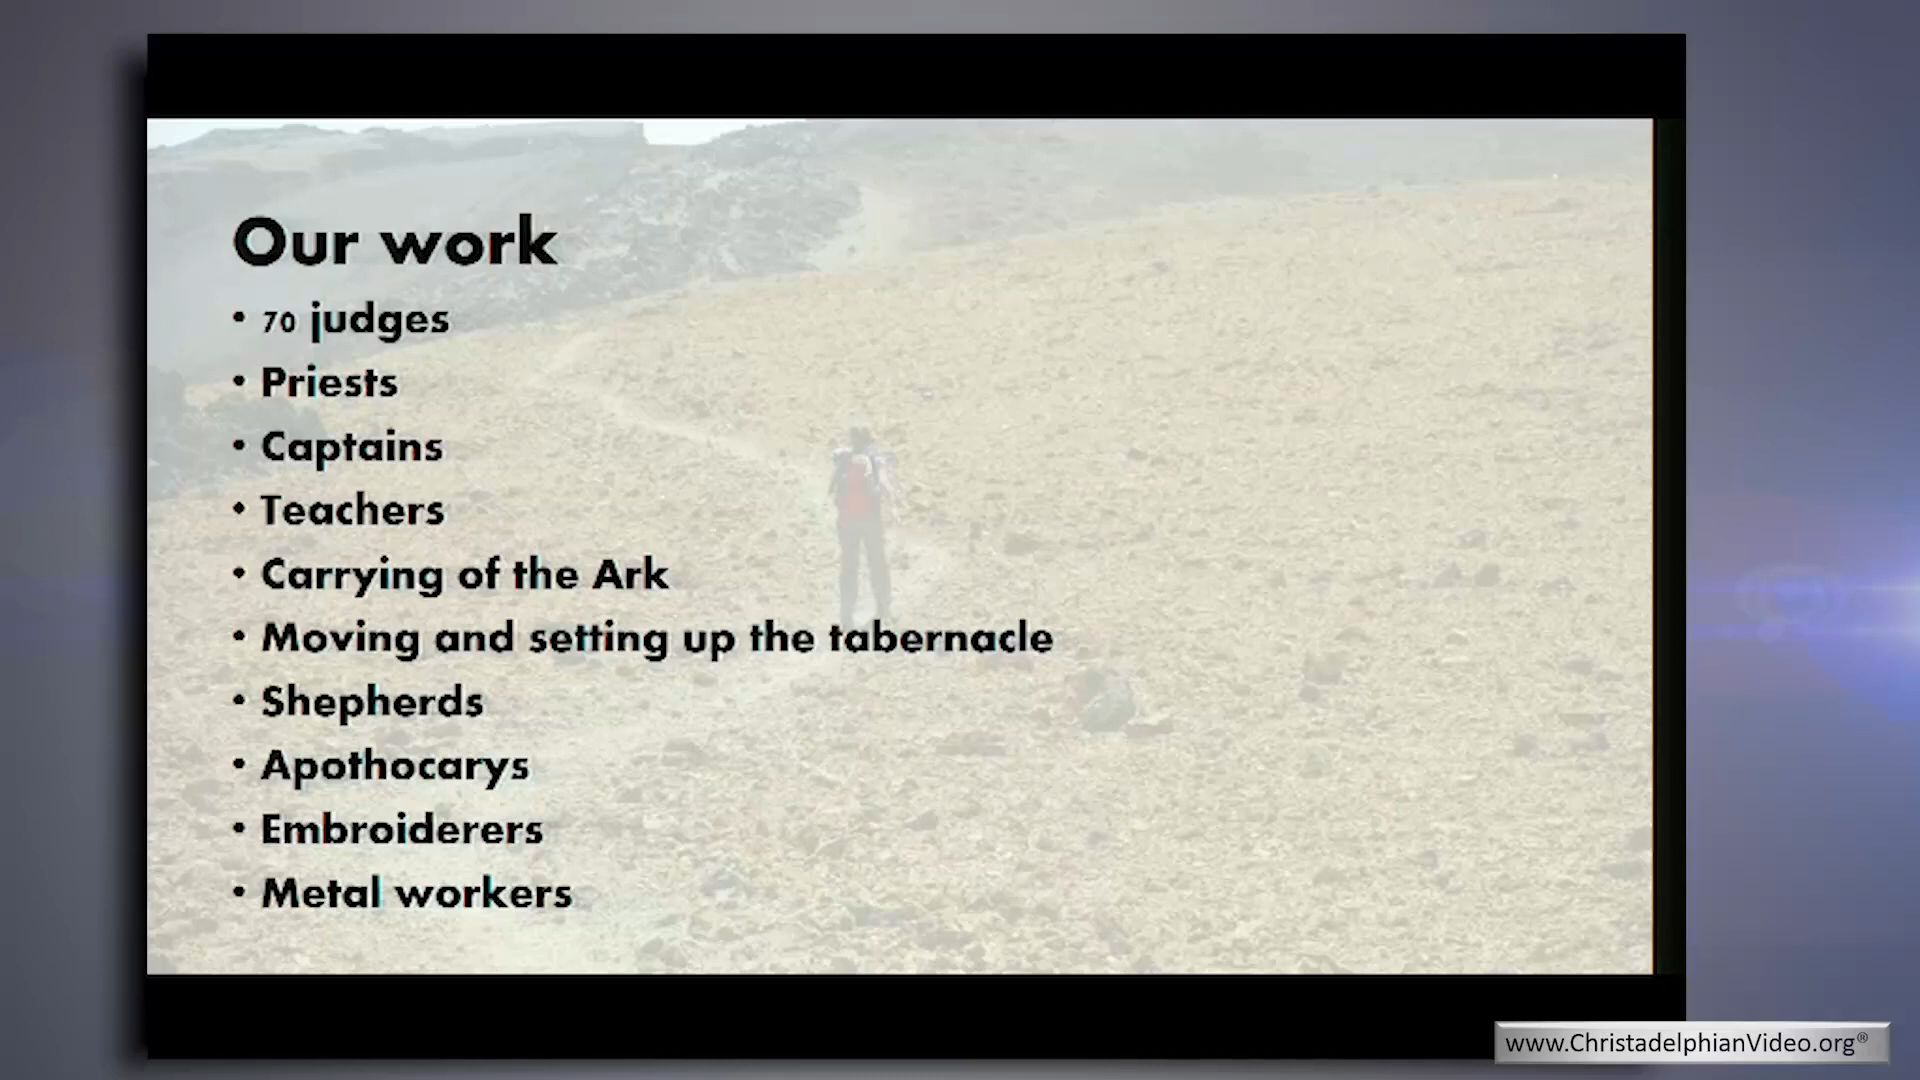 Our work
• 70 judges
• Priests
• Captains
• Teachers
• Carrying of the Ark
• Moving and setting up the tabernacle
• Shepherds
• Apothocarys
• Embroiderers
• Metal workers
www.ChristadelphianVideo.org®